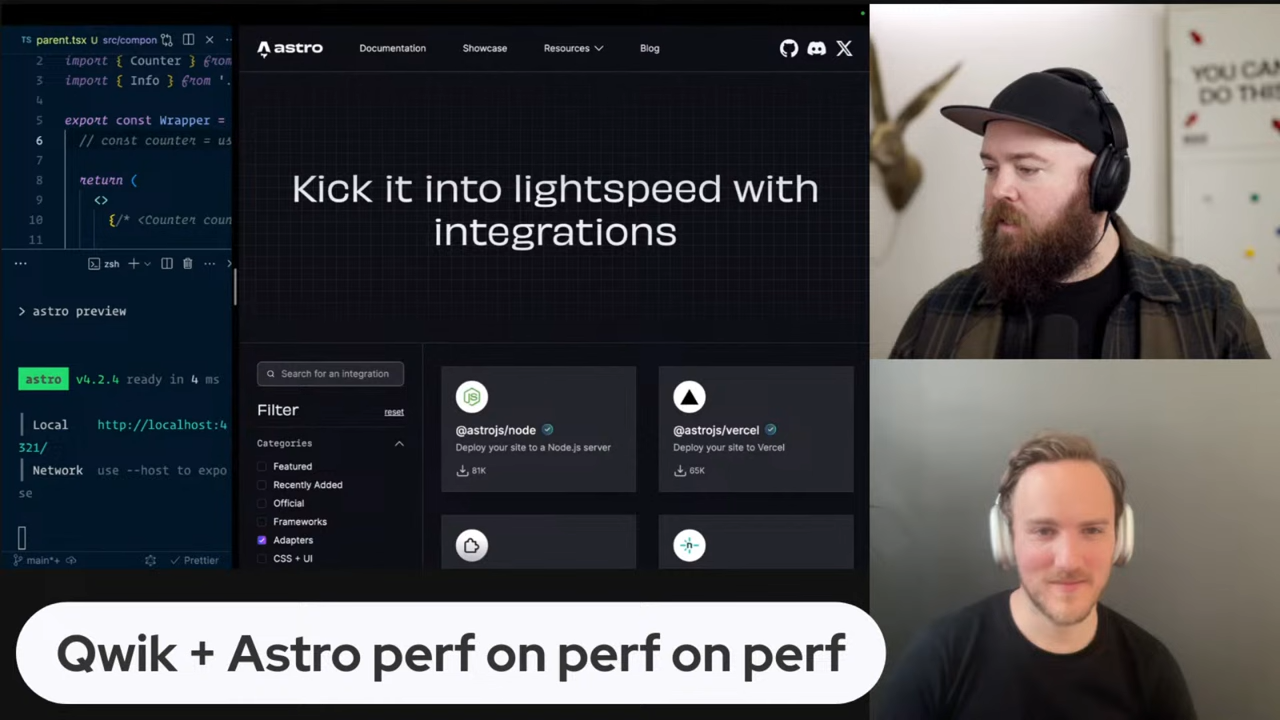 TS parent.tsx U src/compon
2 import { Counter } from
3 import { Info } from '.
4
5 export const Wrapper =
6 // const counter = us
7
8 return (
9 <>
10 {/* <Counter coun
11
zsh
> astro preview
astro v4.2.4 ready in 4 ms
Local http://localhost:4
321/
Network use --host to expo
se
main*+
Prettier
astro
Documentation
Showcase
Resources
Blog
Kick it into lightspeed with
integrations
Search for an integration
Filter
reset
Categories
Featured
Recently Added
Official
Frameworks
Adapters
CSS + UI
@astrojs/node
Deploy your site to a Node.js server
81K
@astrojs/vercel
Deploy your site to Vercel
65K
YOU CAN
DO THIS
Qwik + Astro perf on perf on perf